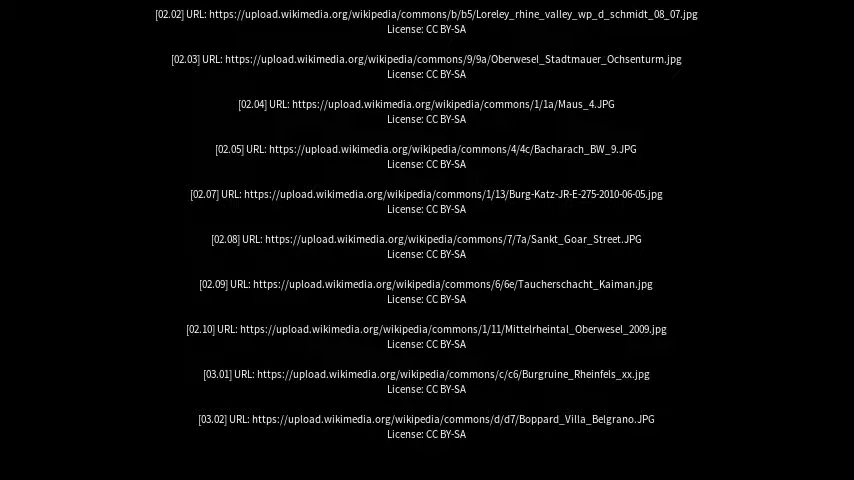 [02.02] URL: https://upload.wikimedia.org/wikipedia/commons/b/b5/Loreley_rhine_valley_wp_d_schmidt_08_07.jpg
License: CC BY-SA
[02.03] URL: https://upload.wikimedia.org/wikipedia/commons/9/9a/Oberwesel_Stadtmauer_Ochsenturm.jpg
License: CC BY-SA
[02.04] URL: https://upload.wikimedia.org/wikipedia/commons/1/1a/Maus_4.JPG
License: CC BY-SA
[02.05] URL: https://upload.wikimedia.org/wikipedia/commons/4/4c/Bacharach_BW_9.JPG
License: CC BY-SA
[02.07] URL: https://upload.wikimedia.org/wikipedia/commons/1/13/Burg-Katz-JR-E-275-2010-06-05.jpg
License: CC BY-SA
[02.08] URL: https://upload.wikimedia.org/wikipedia/commons/7/7a/Sankt_Goar_Street.JPG
License: CC BY-SA
[02.09] URL: https://upload.wikimedia.org/wikipedia/commons/6/6e/Taucherschacht_Kaiman.jpg
License: CC BY-SA
[02.10] URL: https://upload.wikimedia.org/wikipedia/commons/1/11/Mittelrheintal_Oberwesel_2009.jpg
License: CC BY-SA
[03.01] URL: https://upload.wikimedia.org/wikipedia/commons/c/c6/Burgruine_Rheinfels_xx.jpg
License: CC BY-SA
[03.02] URL: https://upload.wikimedia.org/wikipedia/commons/d/d7/Boppard_Villa_Belgrano.JPG
License: CC BY-SA